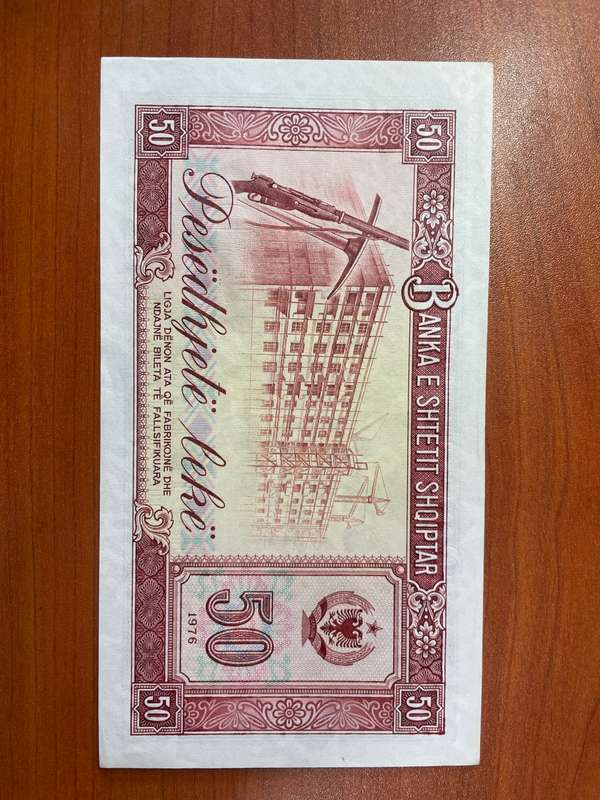 50
50
BANKA E SHTETIT SHQIPTAR
Pesëdhjetë lekë
LIGJA DËNON ATA QË FABRIKOJNË DHE
NDAJNË BILETA TË FALLSIFIKUARA
50
1976
50
50